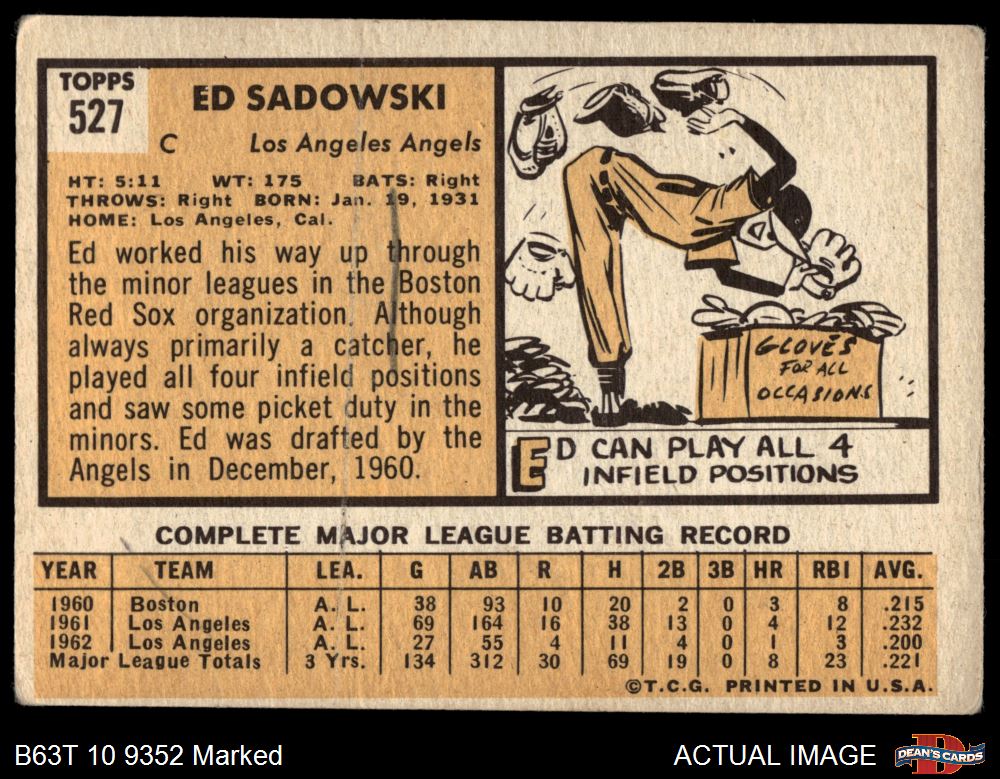 TOPPS
527
ED SADOWSKI
C Los Angeles Angels
HT: 5:11 WT: 175 BATS: Right
THROWS: Right BORN: Jan. 19, 1931
HOME: Los Angeles, Cal.
Ed worked his way up through
the minor leagues in the Boston
Red Sox organization. Although
always primarily a catcher, he
played all four infield positions
and saw some picket duty in the
minors. Ed was drafted by the
Angels in December, 1960.
GLOVES
FOR ALL
OCCASIONS
ED CAN PLAY ALL 4
INFIELD POSITIONS
COMPLETE MAJOR LEAGUE BATTING RECORD
YEAR TEAM LEA. G AB R H 2B 3B HR RBI AVG.
1960 Boston A. L. 38 93 10 20 2 0 3 8 .215
1961 Los Angeles A. L. 69 164 16 38 13 0 4 12 .232
1962 Los Angeles A. L. 27 55 4 11 4 0 1 3 .200
Major League Totals 3 Yrs. 134 312 30 69 19 0 8 23 .221
©T.C.G. PRINTED IN U.S.A.
B63T 10 9352 Marked ACTUAL IMAGE DEAN'S CARDS